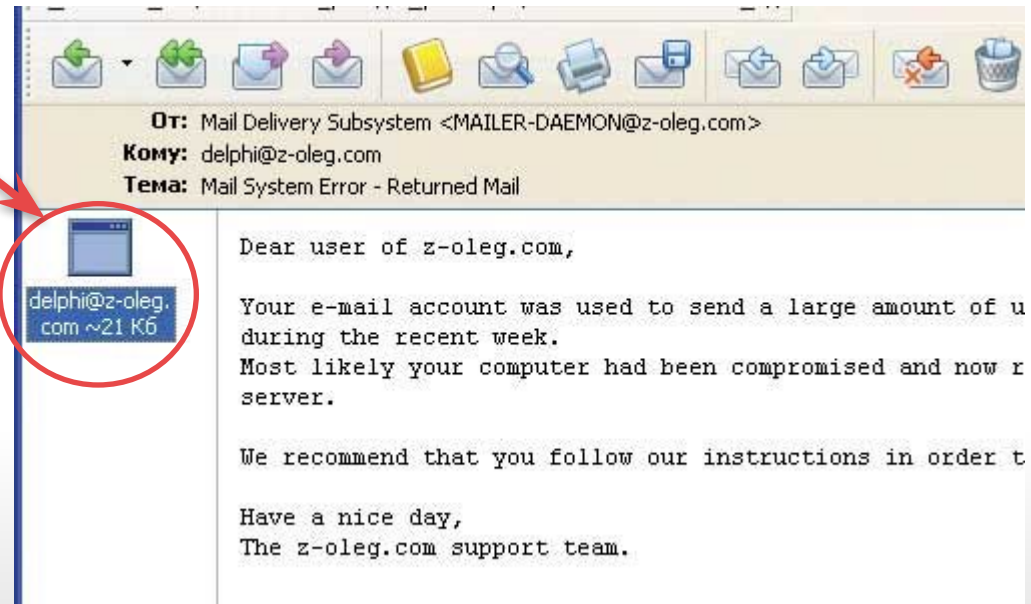 От: Mail Delivery Subsystem <MAILER-DAEMON@z-oleg.com>
Кому: delphi@z-oleg.com
Тема: Mail System Error - Returned Mail
delphi@z-oleg.
com ~21 Кб
Dear user of z-oleg.com,
Your e-mail account was used to send a large amount of u
during the recent week.
Most likely your computer had been compromised and now r
server.
We recommend that you follow our instructions in order t
Have a nice day,
The z-oleg.com support team.